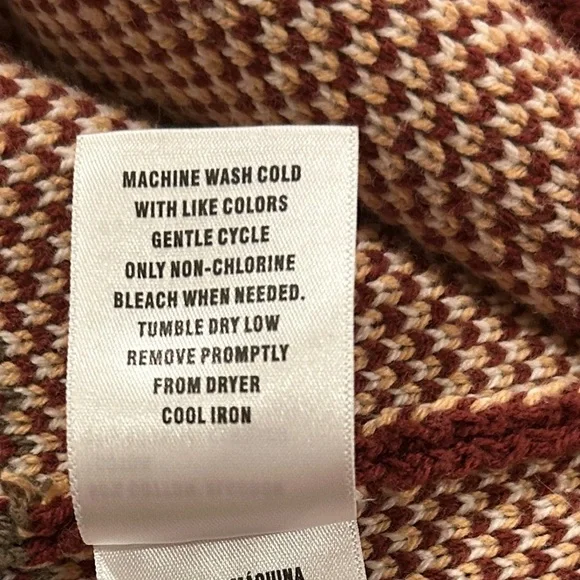 MACHINE WASH COLD
WITH LIKE COLORS
GENTLE CYCLE
ONLY NON-CHLORINE
BLEACH WHEN NEEDED.
TUMBLE DRY LOW
REMOVE PROMPTLY
FROM DRYER
COOL IRON
MÁQUINA